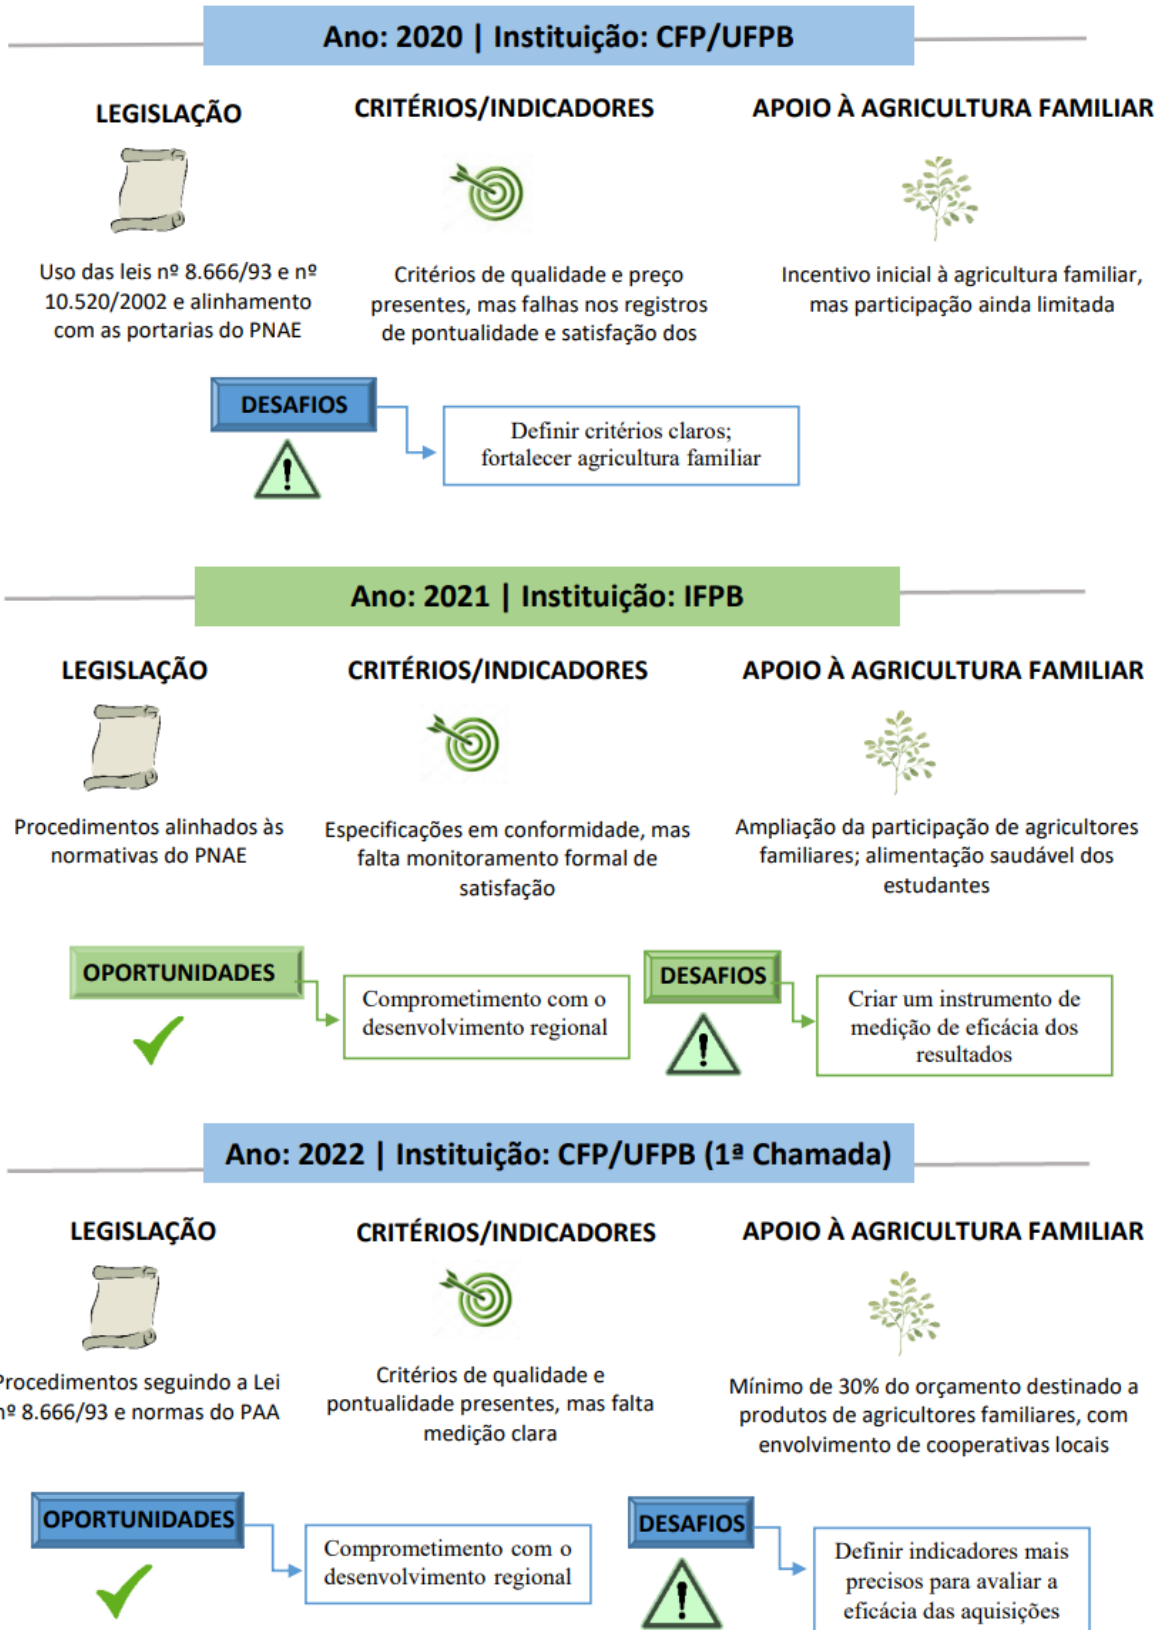 Ano: 2020 | Instituição: CFP/UFPB
LEGISLAÇÃO
Uso das leis nº 8.666/93 e nº
10.520/2002 e alinhamento
com as portarias do PNAE
CRITÉRIOS/INDICADORES
Critérios de qualidade e preço
presentes, mas falhas nos registros
de pontualidade e satisfação dos
APOIO À AGRICULTURA FAMILIAR
Incentivo inicial à agricultura familiar,
mas participação ainda limitada
DESAFIOS
Definir critérios claros;
fortalecer agricultura familiar
Ano: 2021 | Instituição: IFPB
LEGISLAÇÃO
Procedimentos alinhados às
normativas do PNAE
CRITÉRIOS/INDICADORES
Especificações em conformidade, mas
falta monitoramento formal de
satisfação
APOIO À AGRICULTURA FAMILIAR
Ampliação da participação de agricultores
familiares; alimentação saudável dos
estudantes
OPORTUNIDADES
Comprometimento com o
desenvolvimento regional
DESAFIOS
Criar um instrumento de
medição de eficácia dos
resultados
Ano: 2022 | Instituição: CFP/UFPB (1ª Chamada)
LEGISLAÇÃO
Procedimentos seguindo a Lei
nº 8.666/93 e normas do PAA
CRITÉRIOS/INDICADORES
Critérios de qualidade e
pontualidade presentes, mas falta
medição clara
APOIO À AGRICULTURA FAMILIAR
Mínimo de 30% do orçamento destinado a
produtos de agricultores familiares, com
envolvimento de cooperativas locais
OPORTUNIDADES
Comprometimento com o
desenvolvimento regional
DESAFIOS
Definir indicadores mais
precisos para avaliar a
eficácia das aquisições